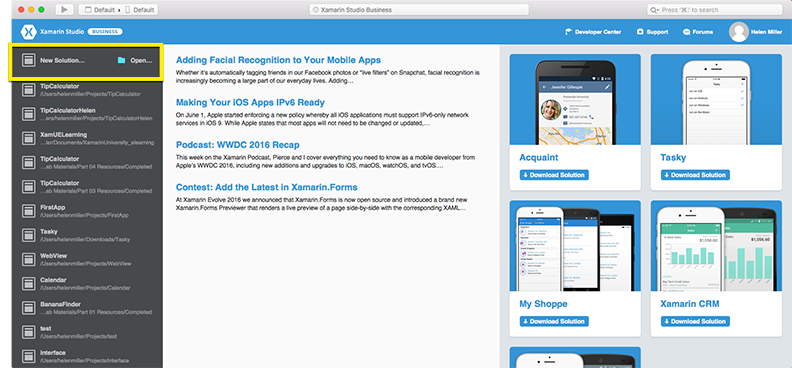 Default › Default
Xamarin Studio Business
Press '⌘.' to search
Xamarin Studio BUSINESS
Developer Center Support Forums Helen Miller
New Solution... Open...
TipCalculator
/Users/helenmiller/Projects/TipCalculator
TipCalculatorHelen
...ers/helenmiller/Projects/TipCalculator
XamUELearning
...ler/Documents/XamarinUniversity_elearning
TipCalculator
...ab Materials/Part 04 Resources/Completed
TipCalculator
...ab Materials/Part 03 Resources/Completed
FirstApp
/Users/helenmiller/Projects/FirstApp
Tasky
/Users/helenmiller/Downloads/Tasky
WebView
/Users/helenmiller/Projects/WebView
Calendar
/Users/helenmiller/Projects/Calendar
BananaFinder
...ab Materials/Part 01 Resources/Completed
test
/Users/helenmiller/Projects/test
Interface
/Users/helenmiller/Projects/Interface
Adding Facial Recognition to Your Mobile Apps
Whether it's automatically tagging friends in our Facebook photos or "live filters" on Snapchat, facial recognition is
increasingly becoming a large part of our everyday lives. Adding...
Making Your iOS Apps IPv6 Ready
On June 1, Apple started enforcing a new policy whereby all iOS applications must support IPv6-only network
services in iOS 9. While Apple states that most apps will not need to be changed or updated,...
Podcast: WWDC 2016 Recap
This week on the Xamarin Podcast, Pierce and I cover everything you need to know as a mobile developer from
Apple's WWDC 2016, including new additions and upgrades to iOS, macOS, watchOS, and tvOS....
Contest: Add the Latest in Xamarin.Forms
At Xamarin Evolve 2016 we announced that Xamarin.Forms is now open source and introduced a brand new
Xamarin.Forms Previewer that renders a live preview of a page side-by-side with the corresponding XAML...
Jennifer Gillespie
Acquaint
Download Solution
Tasky
Tasky
Download Solution
My Shoppe
Download Solution
$1,056.60
$1,056.60
Xamarin CRM
Download Solution